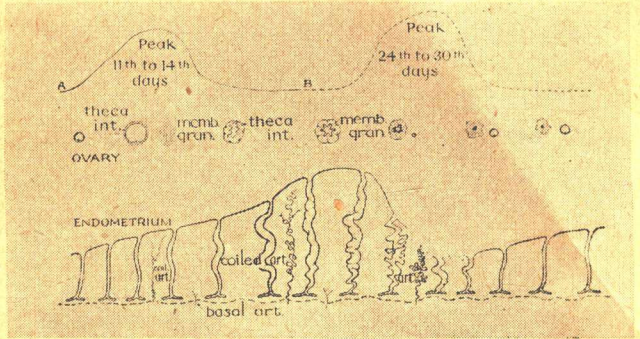 Peak
11th to 14th
days
Peak
24th to 30th
days
A
B
theca
int.
memb.
gran.
theca
int.
memb.
gran
OVARY
ENDOMETRIUM
coil
art.
coiled art.
art.
basal art.